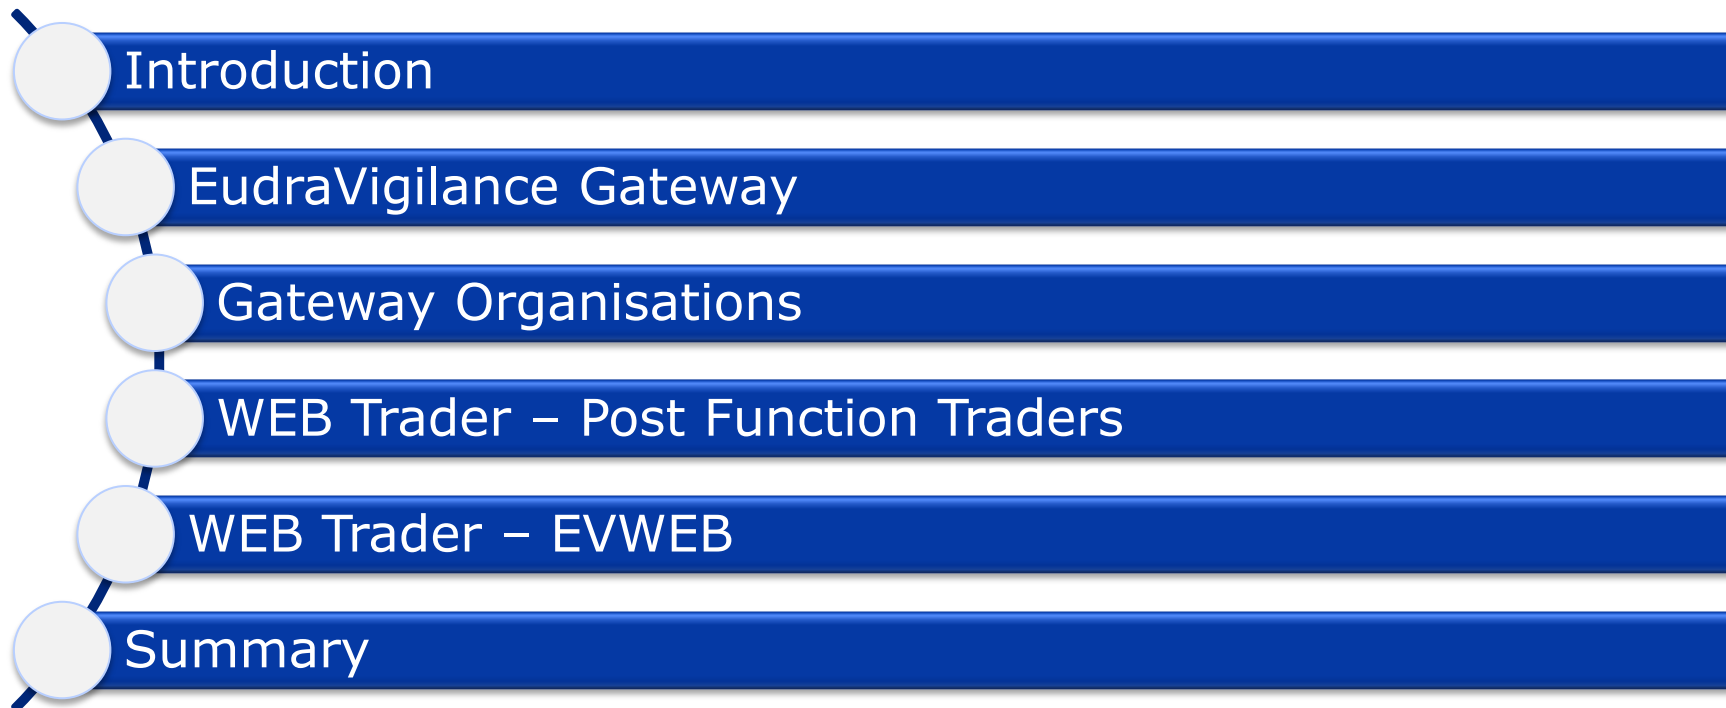 Introduction
EudraVigilance Gateway
Gateway Organisations
WEB Trader – Post Function Traders
WEB Trader – EVWEB
Summary